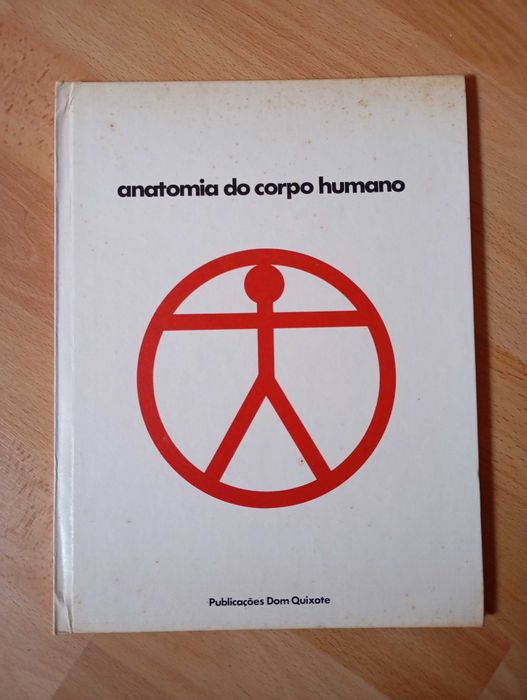 anatomia do corpo humano
Publicações Dom Quixote